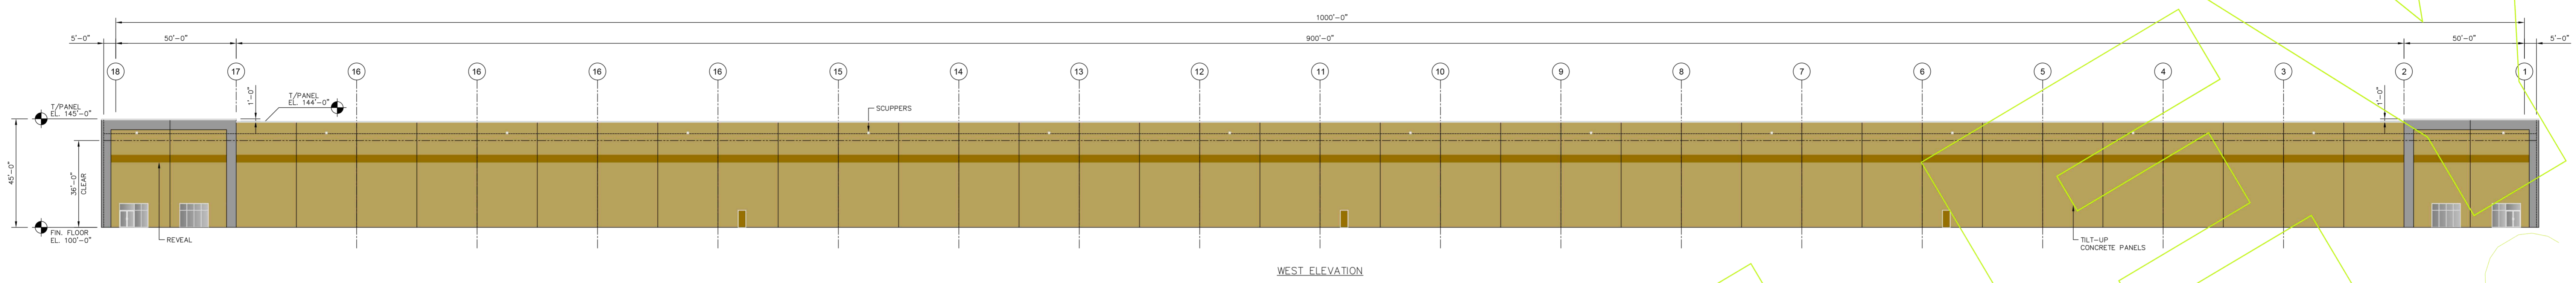 1000'-0"
5'-0" 50'-0" 900'-0" 50'-0" 5'-0"
18 17 16 16 16 16 15 14 13 12 11 10 9 8 7 6 5 4 3 2 1
T/PANEL
EL. 145'-0"
1'-0"
T/PANEL
EL. 144'-0"
SCUPPERS
1'-0"
45'-0"
36'-0"
CLEAR
FIN. FLOOR
EL. 100'-0"
REVEAL
TILT-UP
CONCRETE PANELS
WEST ELEVATION